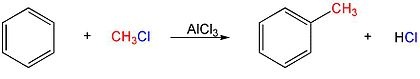 + CH₃Cl AlCl₃ CH₃ + HCl